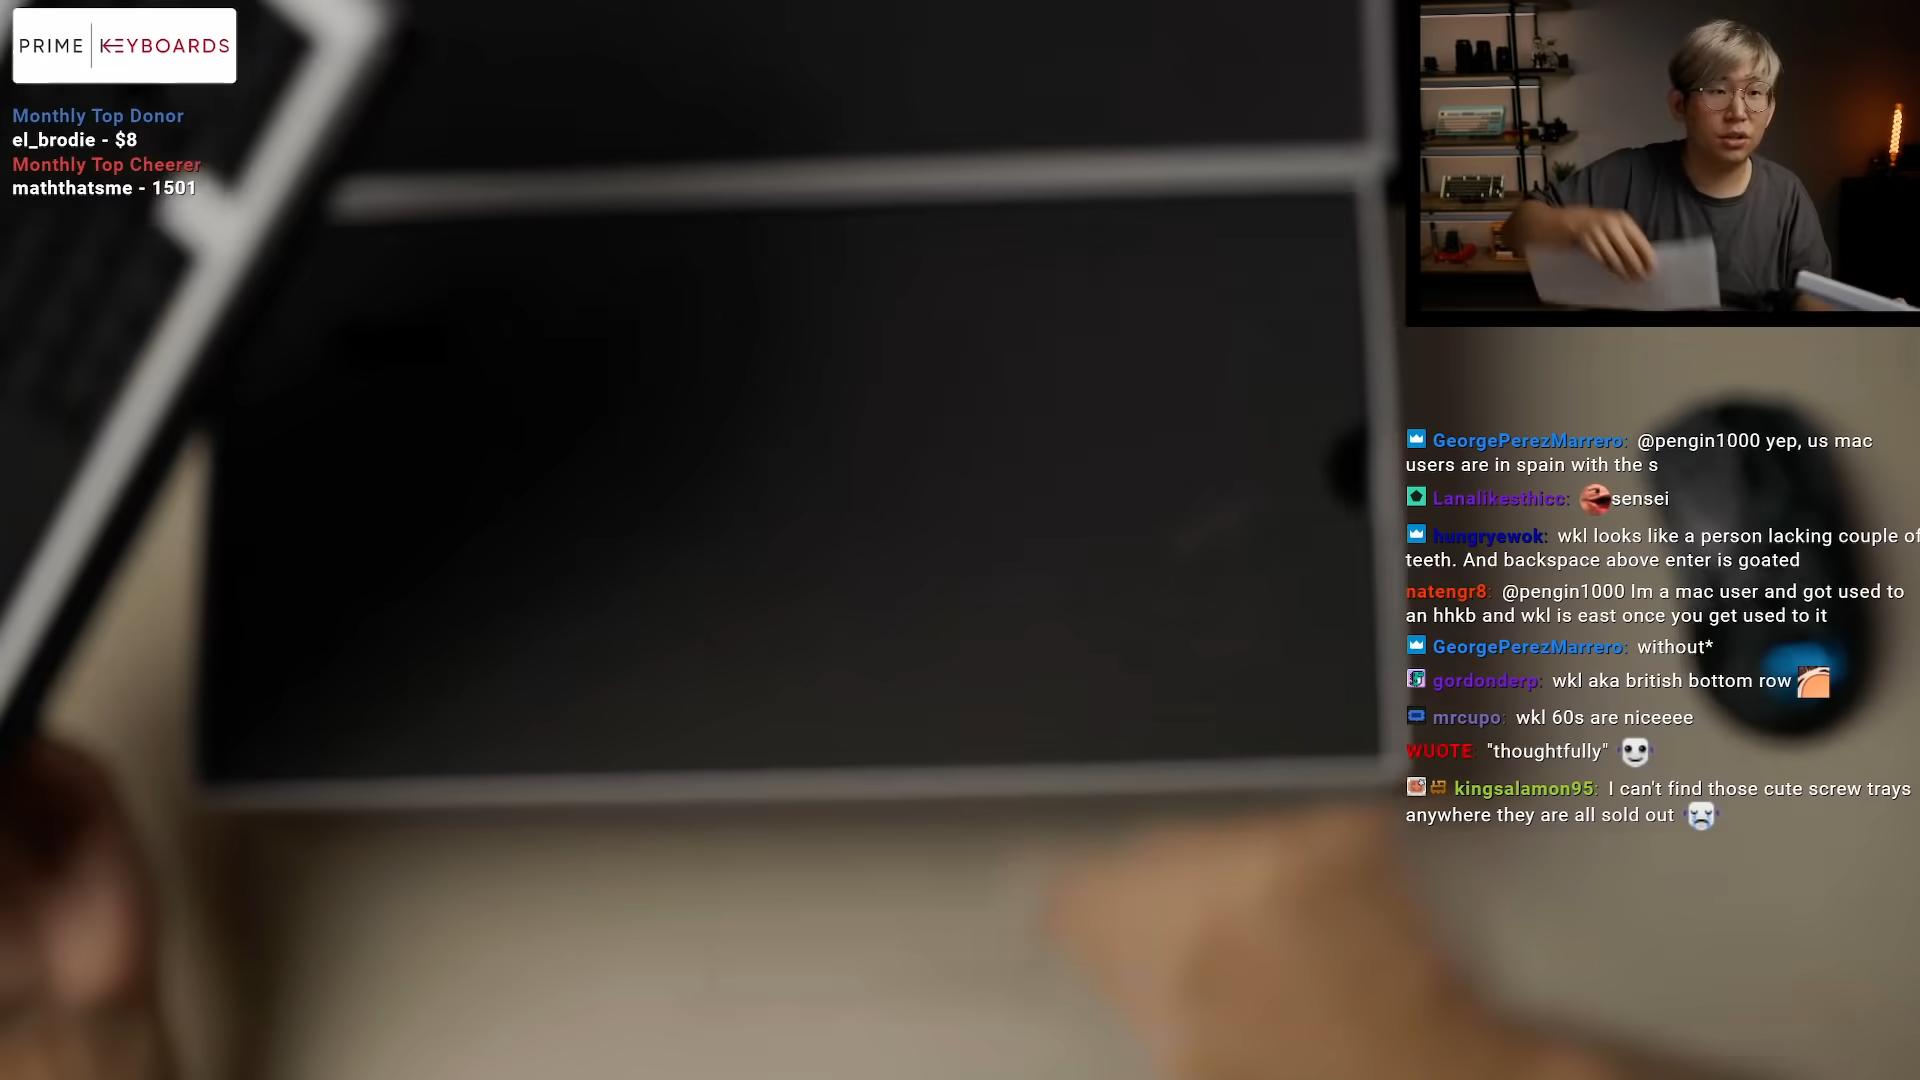 PRIME KEYBOARDS
Monthly Top Donor
el_brodie - $8
Monthly Top Cheerer
maththatsme - 1501
GeorgePerezMarrero: @pengin1000 yep, us mac
users are in spain with the s
Lanalikesthicc: sensei
hungryewok: wkl looks like a person lacking couple of
teeth. And backspace above enter is goated
natengr8: @pengin1000 Im a mac user and got used to
an hhkb and wkl is east once you get used to it
GeorgePerezMarrero: without*
gordonderp: wkl aka british bottom row
mrcupo: wkl 60s are niceeee
WUOTE: "thoughtfully"
kingsalamon95: I can't find those cute screw trays
anywhere they are all sold out